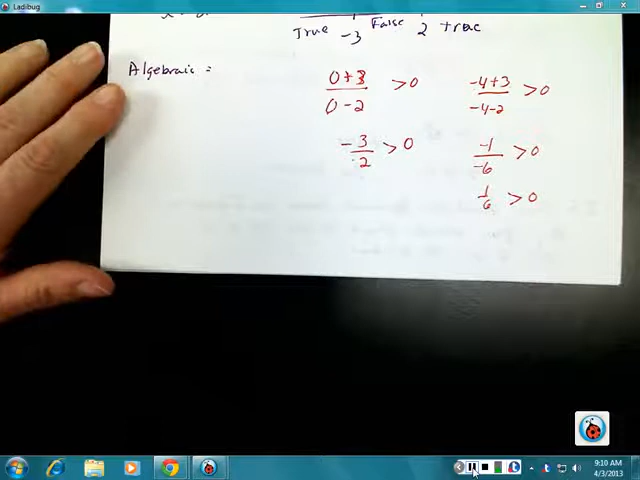 Ladibug
True -3 False 2 true
Algebraic =
0+3/0-2 >0
-4+3/-4-2 >0
-3/2 >0
-1/-6 >0
1/6 >0
9:10 AM
4/3/2013